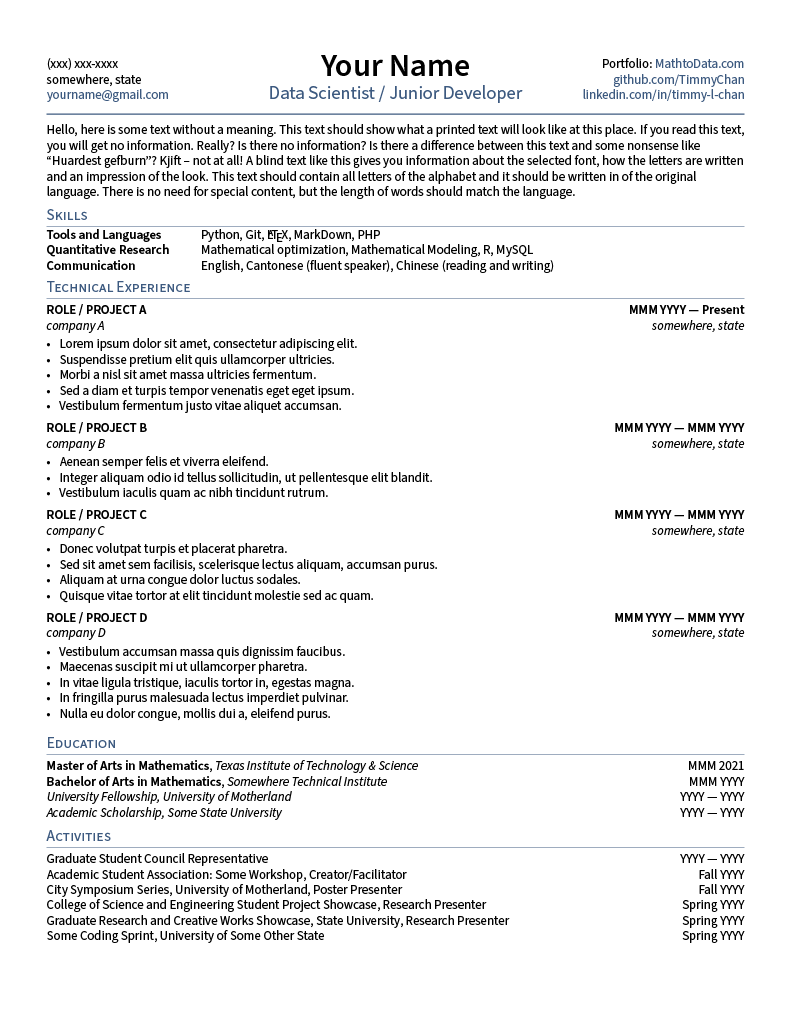 (xxx) xxx-xxxx
somewhere, state
yourname@gmail.com
Your Name
Data Scientist / Junior Developer
Portfolio: MathtoData.com
github.com/TimmyChan
linkedin.com/in/timmy-l-chan
Hello, here is some text without a meaning. This text should show what a printed text will look like at this place. If you read this text,
you will get no information. Really? Is there no information? Is there a difference between this text and some nonsense like
“Huardest gefburn”? Kjift – not at all! A blind text like this gives you information about the selected font, how the letters are written
and an impression of the look. This text should contain all letters of the alphabet and it should be written in of the original
language. There is no need for special content, but the length of words should match the language.
Skills
Tools and Languages Python, Git, LaTeX, MarkDown, PHP
Quantitative Research Mathematical optimization, Mathematical Modeling, R, MySQL
Communication English, Cantonese (fluent speaker), Chinese (reading and writing)
Technical Experience
ROLE / PROJECT A MMM YYYY — Present
company A somewhere, state
• Lorem ipsum dolor sit amet, consectetur adipiscing elit.
• Suspendisse pretium elit quis ullamcorper ultricies.
• Morbi a nisl sit amet massa ultricies fermentum.
• Sed a diam et turpis tempor venenatis eget eget ipsum.
• Vestibulum fermentum justo vitae aliquet accumsan.
ROLE / PROJECT B MMM YYYY — MMM YYYY
company B somewhere, state
• Aenean semper felis et viverra eleifend.
• Integer aliquam odio id tellus sollicitudin, ut pellentesque elit blandit.
• Vestibulum iaculis quam ac nibh tincidunt rutrum.
ROLE / PROJECT C MMM YYYY — MMM YYYY
company C somewhere, state
• Donec volutpat turpis et placerat pharetra.
• Sed sit amet sem facilisis, scelerisque lectus aliquam, accumsan purus.
• Aliquam at urna congue dolor luctus sodales.
• Quisque vitae tortor at elit tincidunt molestie sed ac quam.
ROLE / PROJECT D MMM YYYY — MMM YYYY
company D somewhere, state
• Vestibulum accumsan massa quis dignissim faucibus.
• Maecenas suscipit mi ut ullamcorper pharetra.
• In vitae ligula tristique, iaculis tortor in, egestas magna.
• In fringilla purus malesuada lectus imperdiet pulvinar.
• Nulla eu dolor congue, mollis dui a, eleifend purus.
Education
Master of Arts in Mathematics, Texas Institute of Technology & Science MMM 2021
Bachelor of Arts in Mathematics, Somewhere Technical Institute MMM YYYY
University Fellowship, University of Motherland YYYY — YYYY
Academic Scholarship, Some State University YYYY — YYYY
Activities
Graduate Student Council Representative YYYY — YYYY
Academic Student Association: Some Workshop, Creator/Facilitator Fall YYYY
City Symposium Series, University of Motherland, Poster Presenter Fall YYYY
College of Science and Engineering Student Project Showcase, Research Presenter Spring YYYY
Graduate Research and Creative Works Showcase, State University, Research Presenter Spring YYYY
Some Coding Sprint, University of Some Other State Spring YYYY